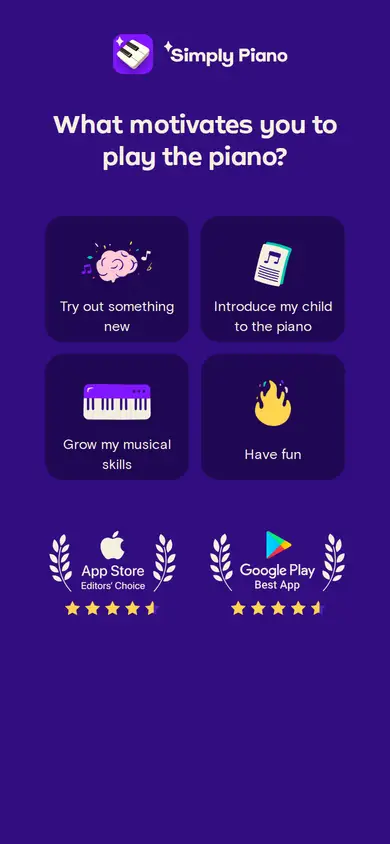 Simply Piano
What motivates you to
play the piano?
Try out something
new
Introduce my child
to the piano
Grow my musical
skills
Have fun
App Store
Editors' Choice
Google Play
Best App